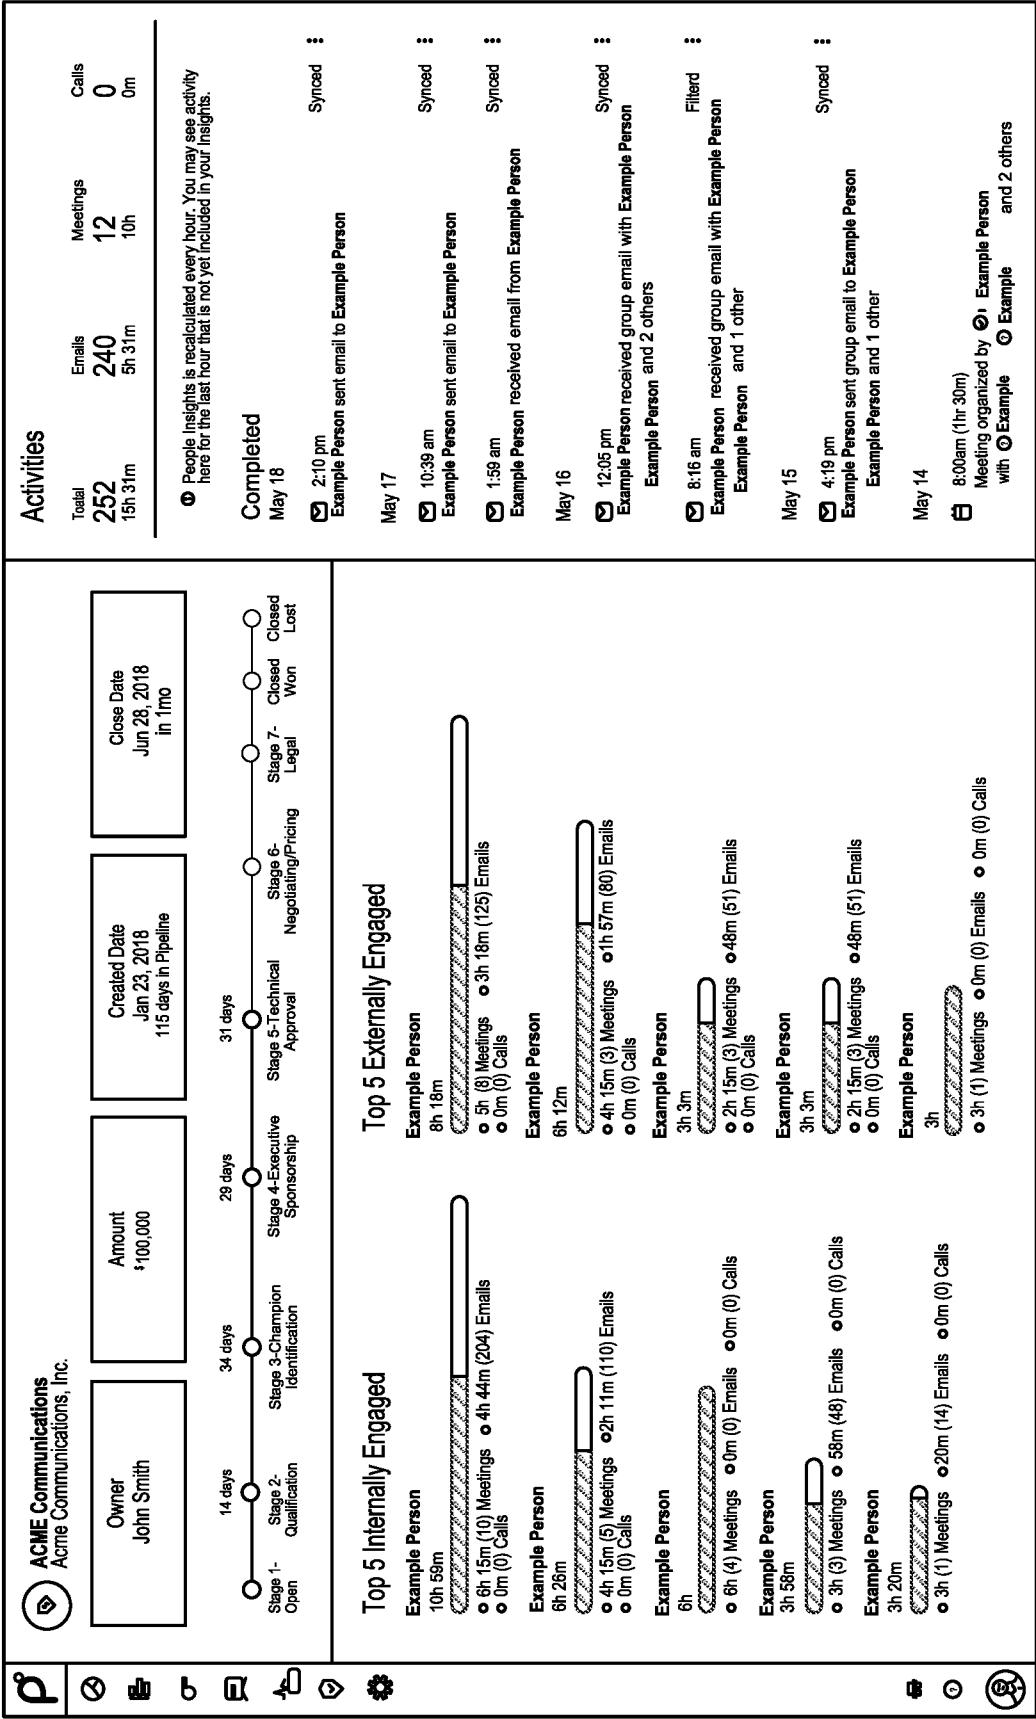 ACME Communications
Acme Communications, Inc.
Owner
John Smith
Amount
$100,000
Created Date
Jan 23, 2018
115 days in Pipeline
Close Date
Jun 28, 2018
in 1mo
14 days
34 days
29 days
31 days
Stage 1-
Open
Stage 2-
Qualification
Stage 3-Champion
Identification
Stage 4-Executive
Sponsorship
Stage 5-Technical
Approval
Stage 6-
Negotiating/Pricing
Stage 7-
Legal
Closed
Won
Closed
Lost
Top 5 Internally Engaged
Example Person
10h 59m
6h 15m (10) Meetings 4h 44m (204) Emails
0m (0) Calls
Example Person
6h 26m
4h 15m (5) Meetings 2h 11m (110) Emails
0m (0) Calls
Example Person
6h
6h (4) Meetings 0m (0) Emails 0m (0) Calls
Example Person
3h 58m
3h (3) Meetings 58m (48) Emails 0m (0) Calls
Example Person
3h 20m
3h (1) Meetings 20m (14) Emails 0m (0) Calls
Top 5 Externally Engaged
Example Person
8h 18m
5h (8) Meetings 3h 18m (125) Emails
0m (0) Calls
Example Person
6h 12m
4h 15m (3) Meetings 1h 57m (80) Emails
0m (0) Calls
Example Person
3h 3m
2h 15m (3) Meetings 48m (51) Emails
0m (0) Calls
Example Person
3h 3m
2h 15m (3) Meetings 48m (51) Emails
0m (0) Calls
Example Person
3h
3h (1) Meetings 0m (0) Emails 0m (0) Calls
Activities
Toatal Emails Meetings Calls
252 240 12 0
15h 31m 5h 31m 10h 0m
People Insights is recalculated every hour. You may see activity
here for the last hour that is not yet included in your Insights.
Completed
May 18
2:10 pm Synced
Example Person sent email to Example Person
May 17
10:39 am Synced
Example Person sent email to Example Person
1:59 am Synced
Example Person received email from Example Person
May 16
12:05 pm Synced
Example Person received group email with Example Person
Example Person and 2 others
8:16 am Filterd
Example Person received group email with Example Person
Example Person and 1 other
May 15
4:19 pm Synced
Example Person sent group email to Example Person
Example Person and 1 other
May 14
8:00am (1hr 30m)
Meeting organized by Example Person
with Example Example and 2 others